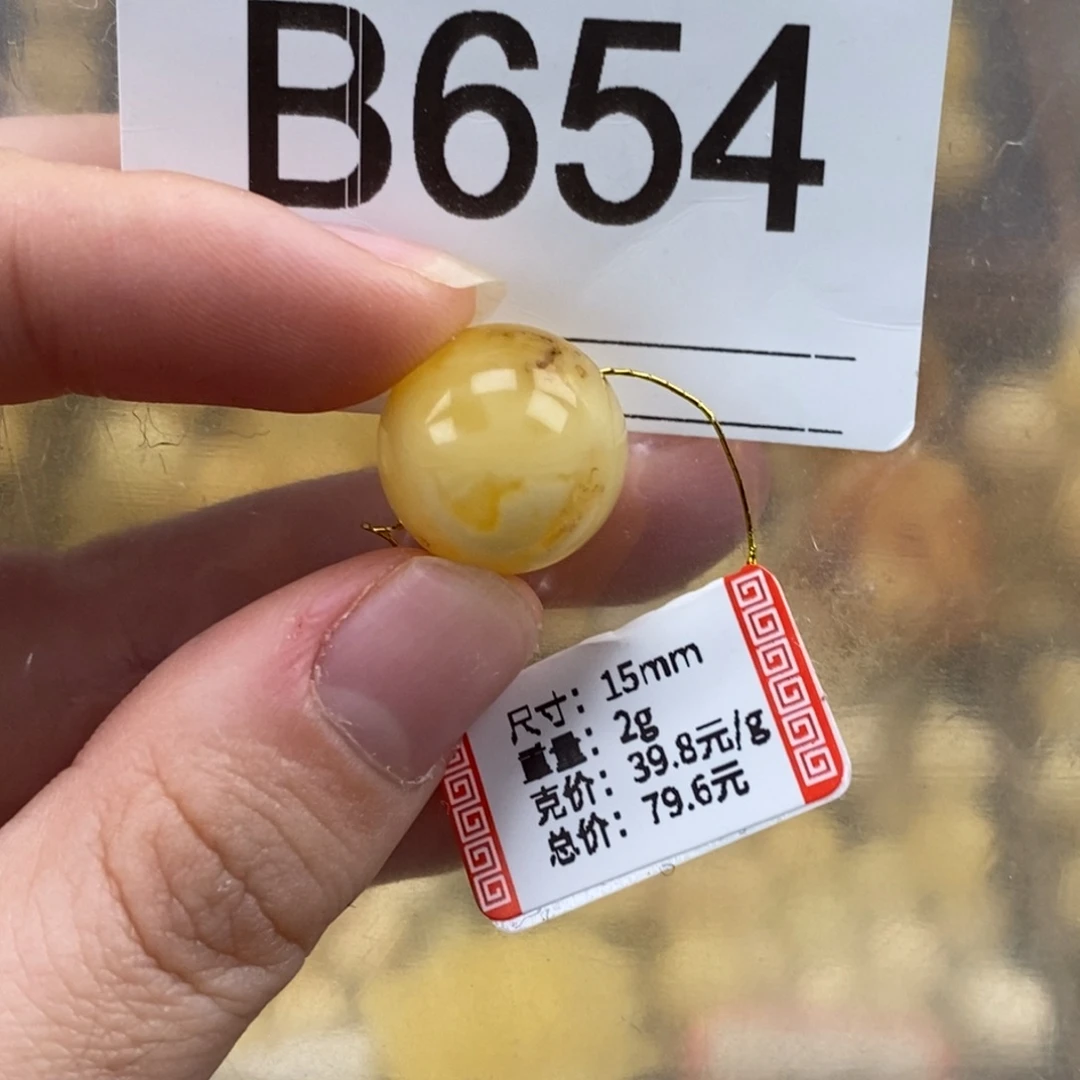 B654
尺寸：15mm
重量：2g
克价：39.8元/g
总价：79.6元